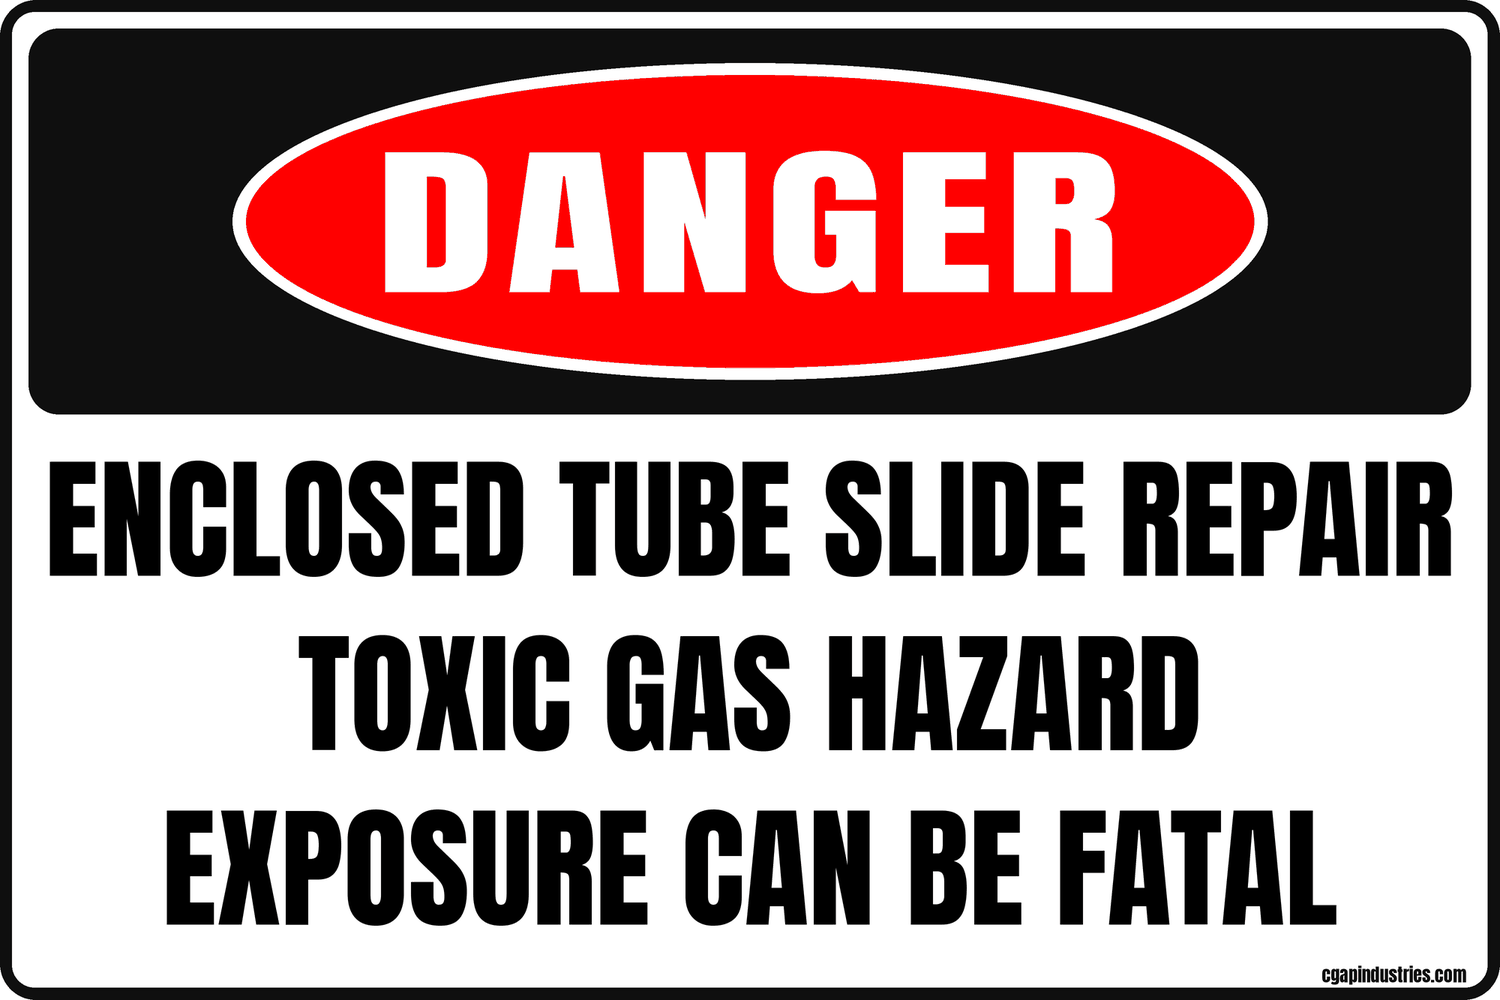 DANGER
ENCLOSED TUBE SLIDE REPAIR
TOXIC GAS HAZARD
EXPOSURE CAN BE FATAL
cgapindustries.com